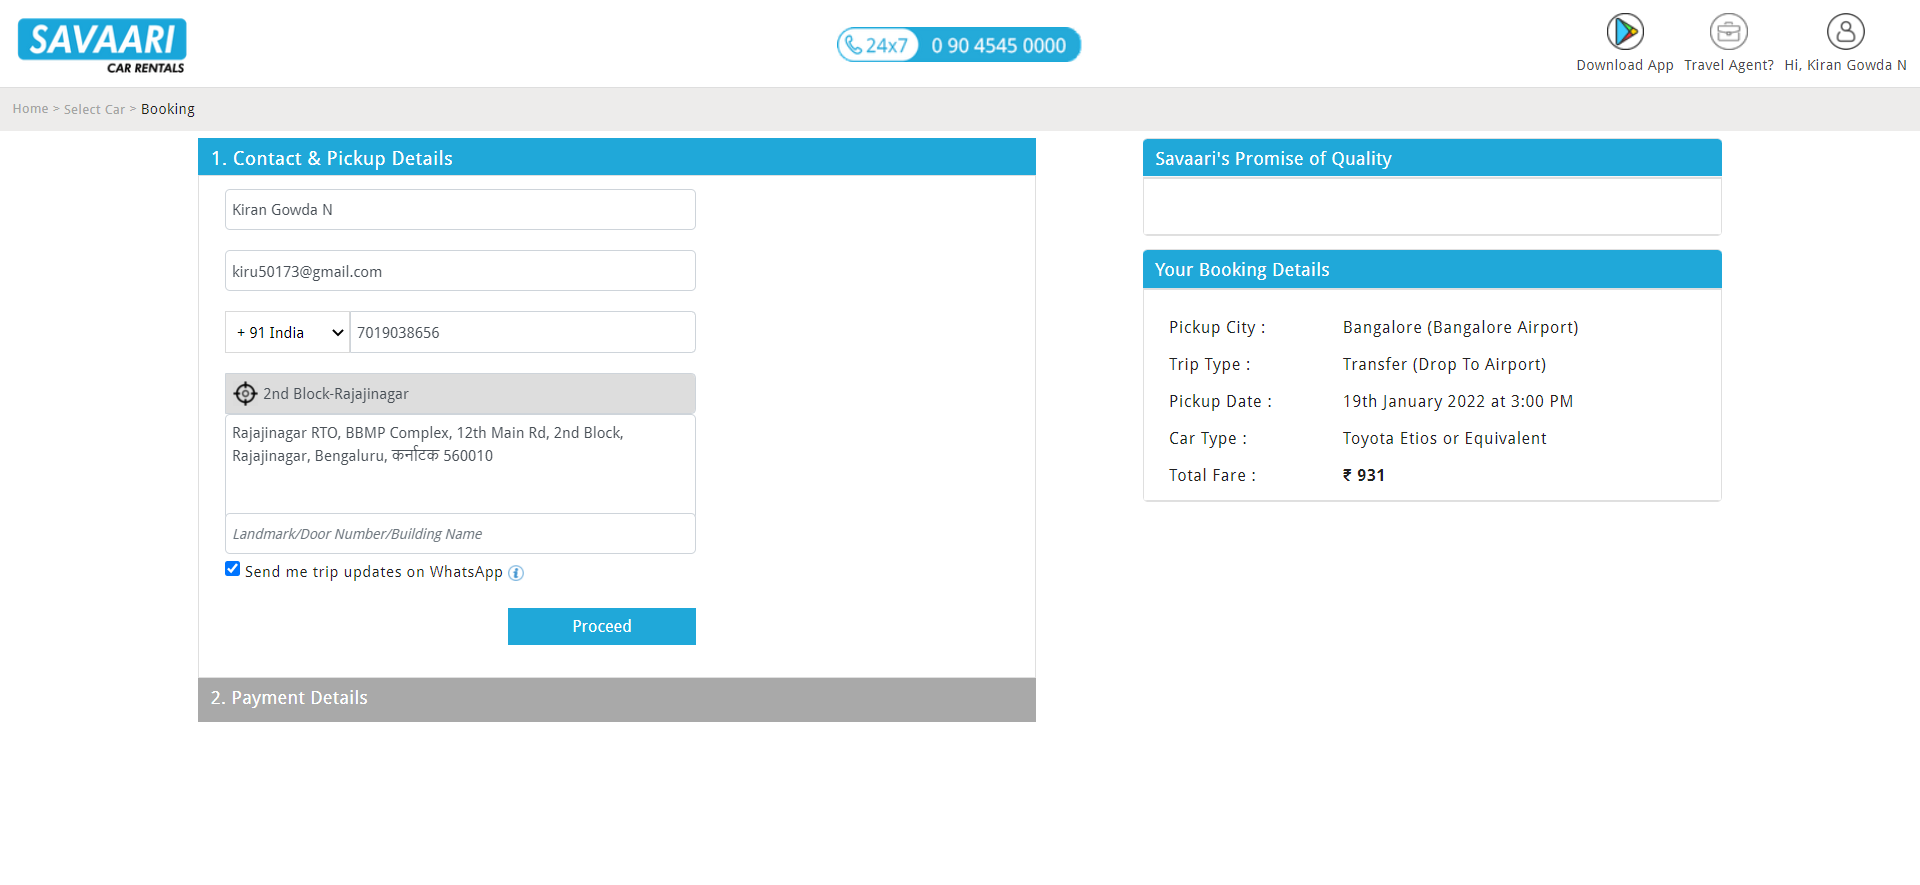 SAVAARI
CAR RENTALS
24x7 0 90 4545 0000
Download App
Travel Agent?
Hi, Kiran Gowda N
Home > Select Car > Booking
1. Contact & Pickup Details
Kiran Gowda N
kiru50173@gmail.com
+ 91 India
7019038656
2nd Block-Rajajinagar
Rajajinagar RTO, BBMP Complex, 12th Main Rd, 2nd Block,
Rajajinagar, Bengaluru, कर्नाटक 560010
Landmark/Door Number/Building Name
Send me trip updates on WhatsApp
Proceed
2. Payment Details
Savaari's Promise of Quality
Your Booking Details
Pickup City : Bangalore (Bangalore Airport)
Trip Type : Transfer (Drop To Airport)
Pickup Date : 19th January 2022 at 3:00 PM
Car Type : Toyota Etios or Equivalent
Total Fare : ₹ 931